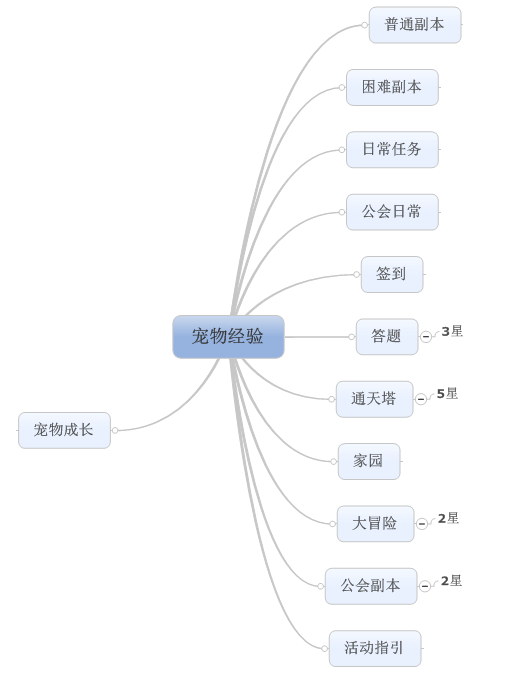 普通副本
困难副本
日常任务
公会日常
签到
宠物经验
答题
3星
通天塔
5星
宠物成长
家园
大冒险
2星
公会副本
2星
活动指引